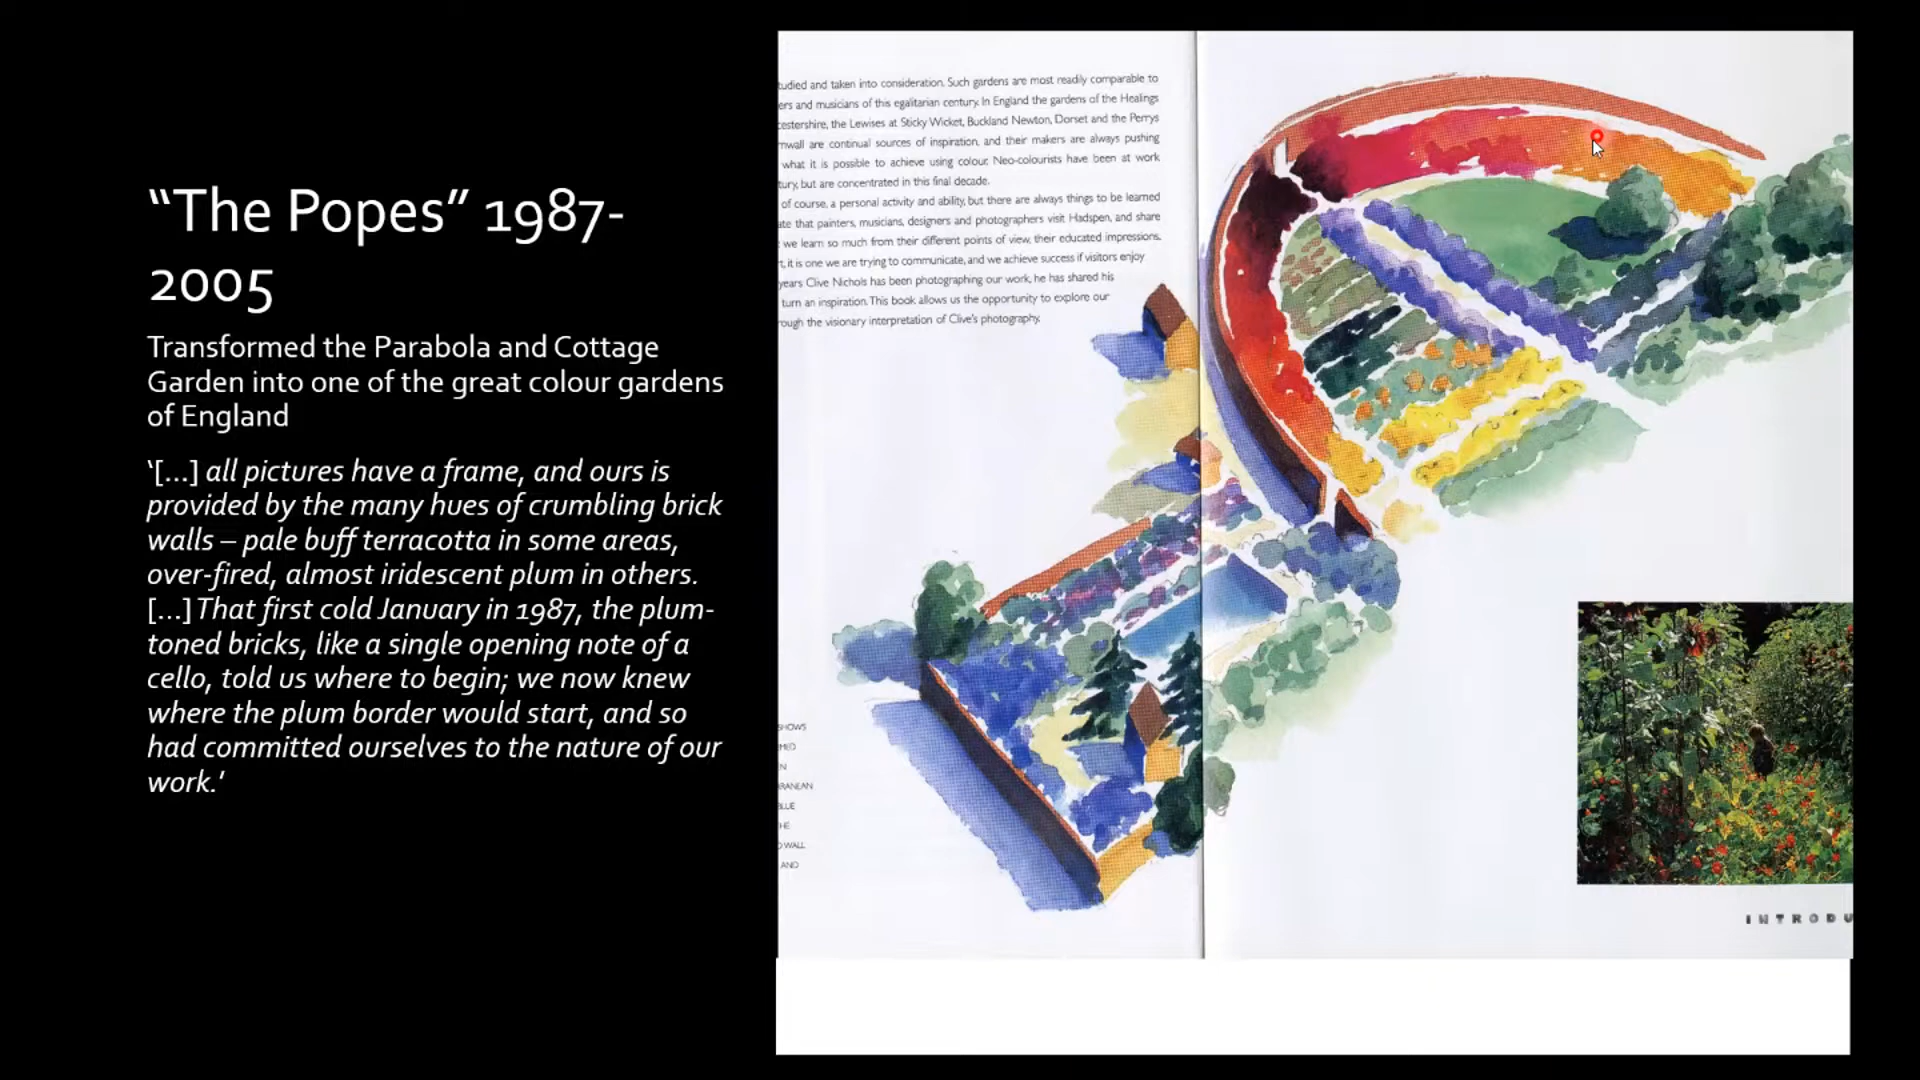 “The Popes” 1987-
2005
Transformed the Parabola and Cottage
Garden into one of the great colour gardens
of England
‘[…] all pictures have a frame, and ours is
provided by the many hues of crumbling brick
walls – pale buff terracotta in some areas,
over-fired, almost iridescent plum in others.
[…] That first cold January in 1987, the plum-
toned bricks, like a single opening note of a
cello, told us where to begin; we now knew
where the plum border would start, and so
had committed ourselves to the nature of our
work.’
tudied and taken into consideration. Such gardens are most readily comparable to
ers and musicians of this egalitarian century. In England the gardens of the Healings
cestershire, the Lewises at Sticky Wicket, Buckland Newton, Dorset and the Perrys
nwall are continual sources of inspiration, and their makers are always pushing
what it is possible to achieve using colour. Neo-colourists have been at work
tury, but are concentrated in this final decade.
of course, a personal activity and ability, but there are always things to be learned
ate that painters, musicians, designers and photographers visit Hadspen, and share
we learn so much from their different points of view, their educated impressions.
t, it is one we are trying to communicate, and we achieve success if visitors enjoy
years Clive Nichols has been photographing our work, he has shared his
turn an inspiration. This book allows us the opportunity to explore our
rough the visionary interpretation of Clive's photography.
SHOWS
MED
EN
RRANEAN
BLUE
HE
D WALL
AND
INTRODU